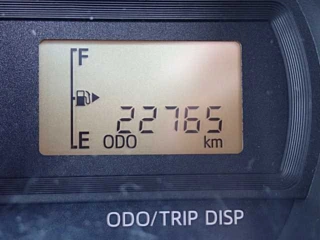 F
22765
E ODO km
ODO/TRIP DISP